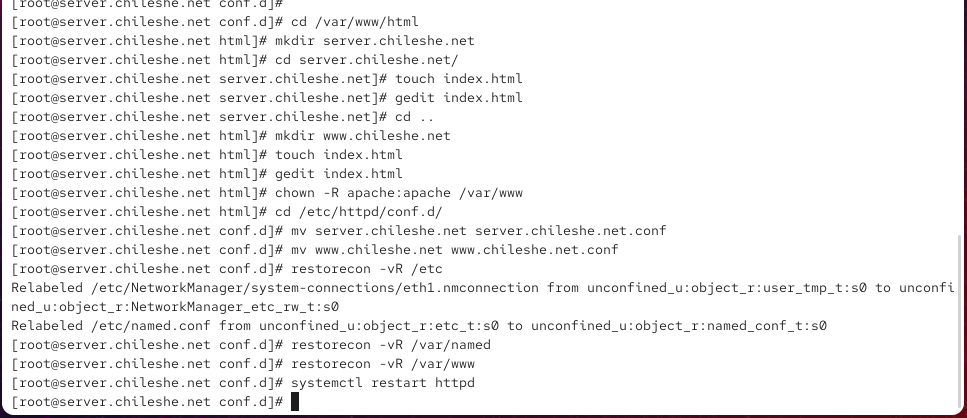 [root@server.chileshe.net conf.d]#
[root@server.chileshe.net conf.d]# cd /var/www/html
[root@server.chileshe.net html]# mkdir server.chileshe.net
[root@server.chileshe.net html]# cd server.chileshe.net/
[root@server.chileshe.net server.chileshe.net]# touch index.html
[root@server.chileshe.net server.chileshe.net]# gedit index.html
[root@server.chileshe.net server.chileshe.net]# cd ..
[root@server.chileshe.net html]# mkdir www.chileshe.net
[root@server.chileshe.net html]# touch index.html
[root@server.chileshe.net html]# gedit index.html
[root@server.chileshe.net html]# chown -R apache:apache /var/www
[root@server.chileshe.net html]# cd /etc/httpd/conf.d/
[root@server.chileshe.net conf.d]# mv server.chileshe.net server.chileshe.net.conf
[root@server.chileshe.net conf.d]# mv www.chileshe.net www.chileshe.net.conf
[root@server.chileshe.net conf.d]# restorecon -vR /etc
Relabeled /etc/NetworkManager/system-connections/eth1.nmconnection from unconfined_u:object_r:user_tmp_t:s0 to unconfi
ned_u:object_r:NetworkManager_etc_rw_t:s0
Relabeled /etc/named.conf from unconfined_u:object_r:etc_t:s0 to unconfined_u:object_r:named_conf_t:s0
[root@server.chileshe.net conf.d]# restorecon -vR /var/named
[root@server.chileshe.net conf.d]# restorecon -vR /var/www
[root@server.chileshe.net conf.d]# systemctl restart httpd
[root@server.chileshe.net conf.d]#